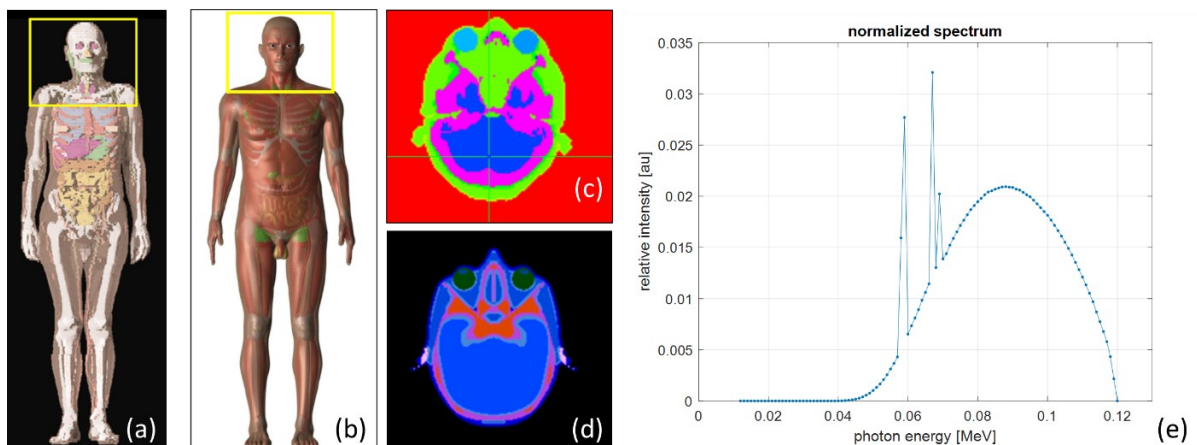 (a)
(b)
(c)
(d)
normalized spectrum
relative intensity [au]
0.035
0.03
0.025
0.02
0.015
0.01
0.005
0
0 0.02 0.04 0.06 0.08 0.1 0.12
photon energy [MeV]
(e)